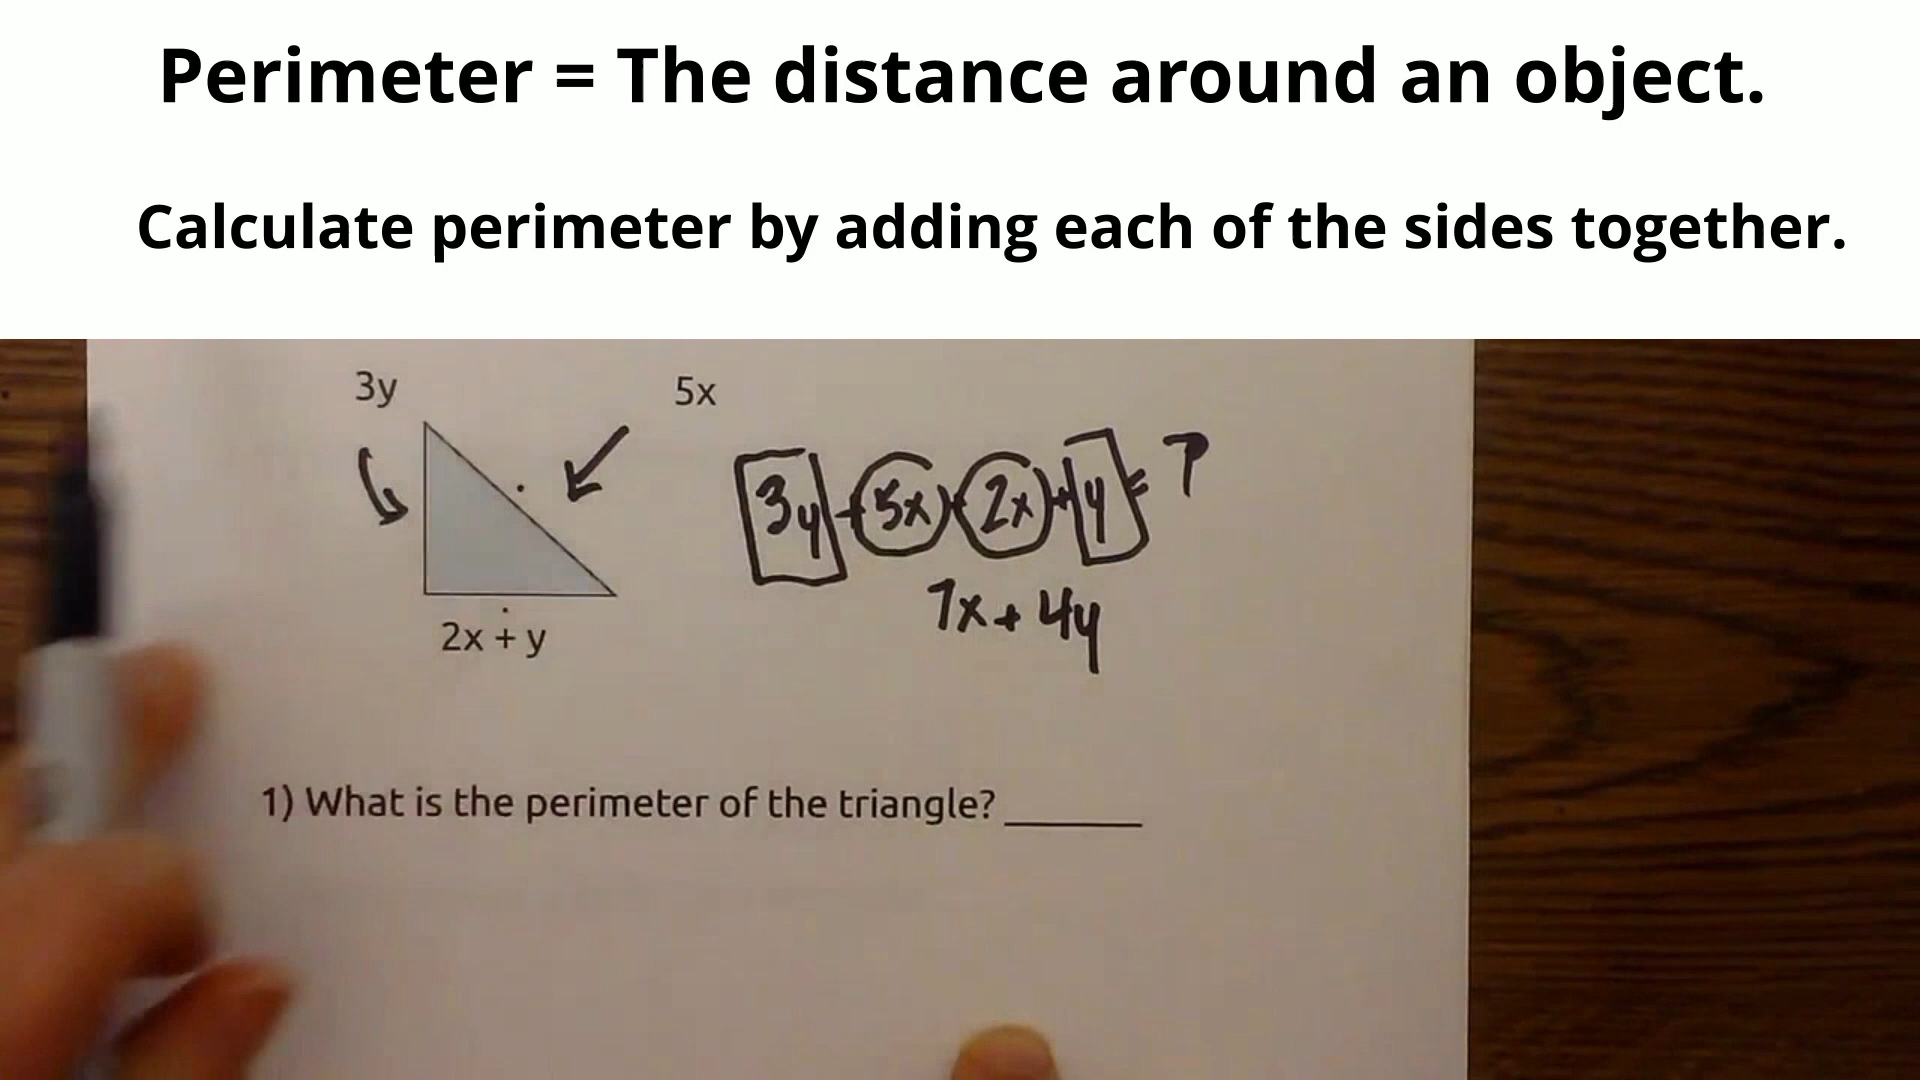 Perimeter = The distance around an object.
Calculate perimeter by adding each of the sides together.
3y 5x
3y + 5x + 2x + y = ?
7x + 4y
2x + y
1) What is the perimeter of the triangle? ______